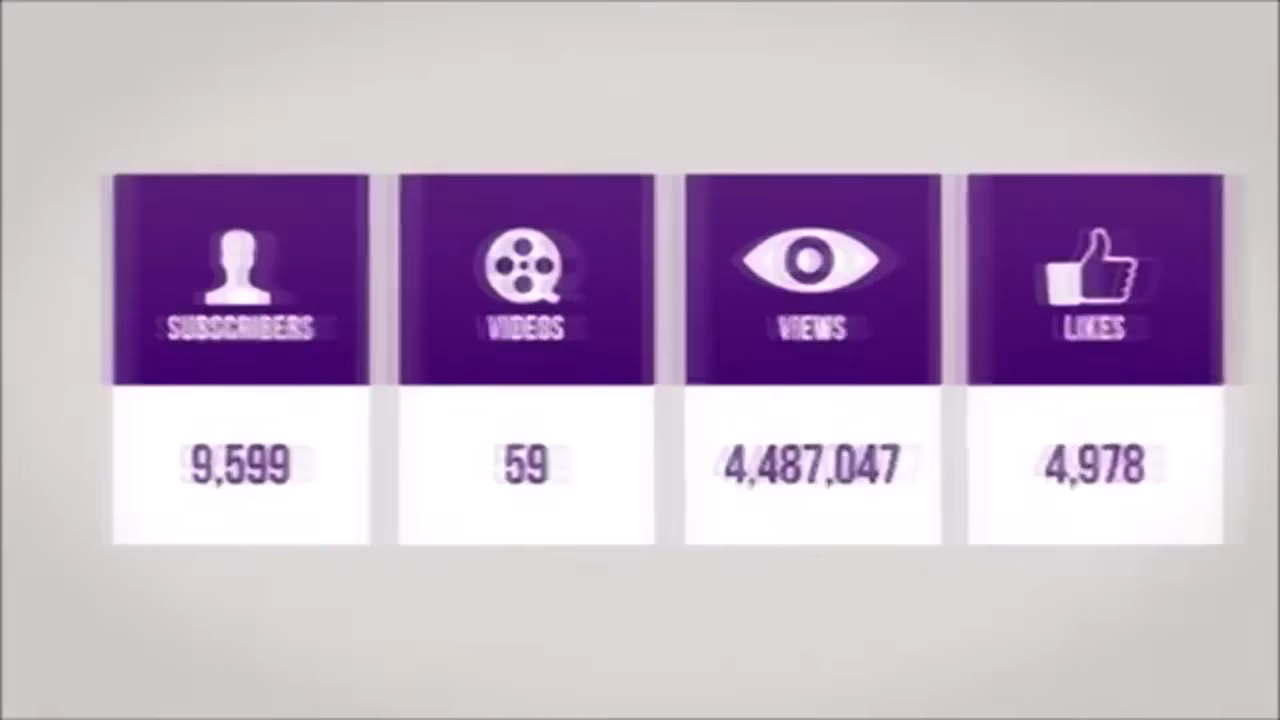 SUBSCRIBERS
9,599
VIDEOS
59
VIEWS
4,487,047
LIKES
4,978